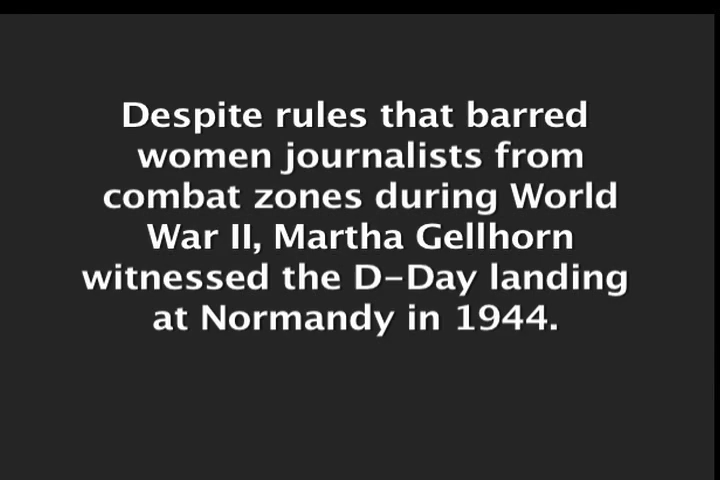 Despite rules that barred
women journalists from
combat zones during World
War II, Martha Gellhorn
witnessed the D-Day landing
at Normandy in 1944.